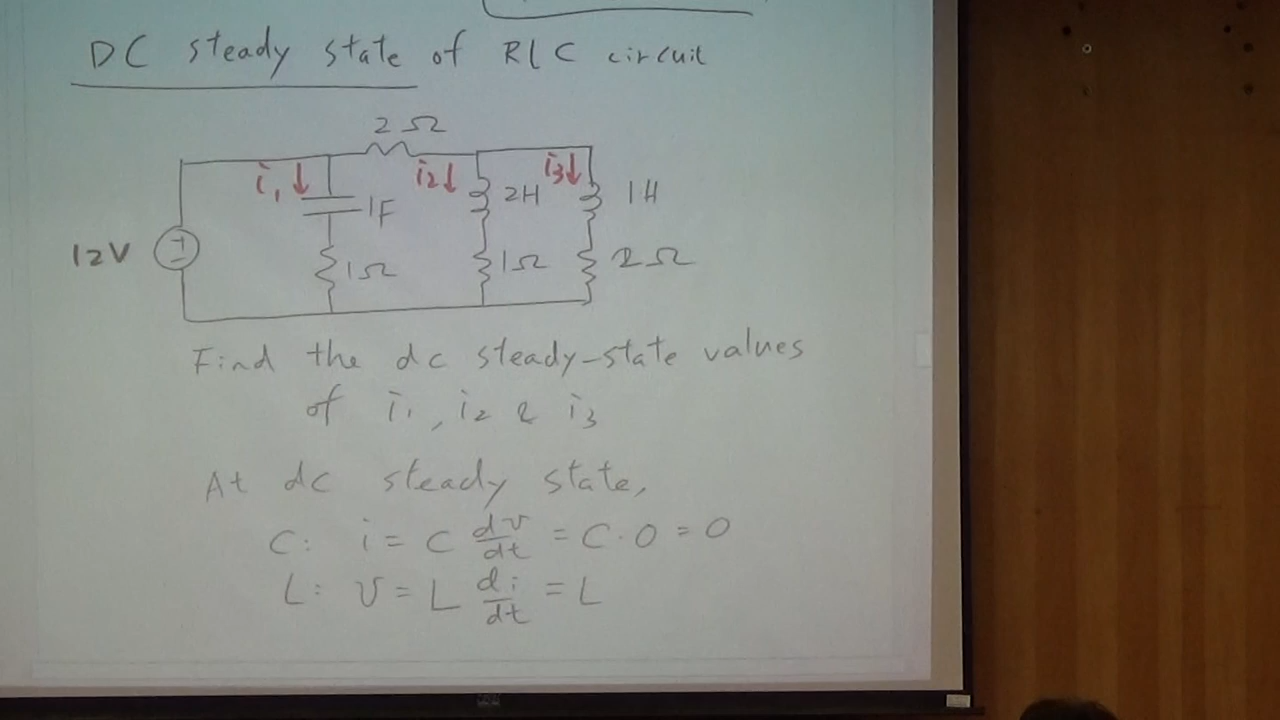 DC steady state of RLC circuit
2 Ω
i₁↓ i₂↓ i₃↓
2H 1H
1F
12V + −
1Ω 1Ω 2Ω
Find the dc steady-state values
of i₁, i₂ & i₃
At dc steady state,
C: i = C dv/dt = C·0 = 0
L: v = L di/dt = L